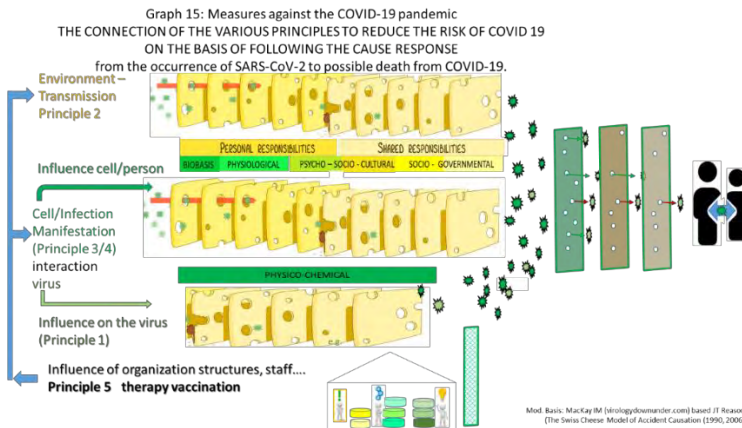 Graph 15: Measures against the COVID-19 pandemic
THE CONNECTION OF THE VARIOUS PRINCIPLES TO REDUCE THE RISK OF COVID 19
ON THE BASIS OF FOLLOWING THE CAUSE RESPONSE
from the occurrence of SARS-CoV-2 to possible death from COVID-19.
Environment –
Transmission
Principle 2
PERSONAL RESPONSIBILITIES SHARED RESPONSIBILITIES
BIOBASIS PHYSIOLOGICAL PSYCHO – SOCIO - CULTURAL SOCIO - GOVERNMENTAL
Influence cell/person
Cell/Infection
Manifestation
(Principle 3/4)
interaction
virus
PHYSICO-CHEMICAL
Influence on the virus
(Principle 1)
Influence of organization structures, staff....
Principle 5 therapy vaccination
Mod. Basis: MacKay IM (virologydownunder.com) based JT Reason
(The Swiss Cheese Model of Accident Causation (1990, 2006